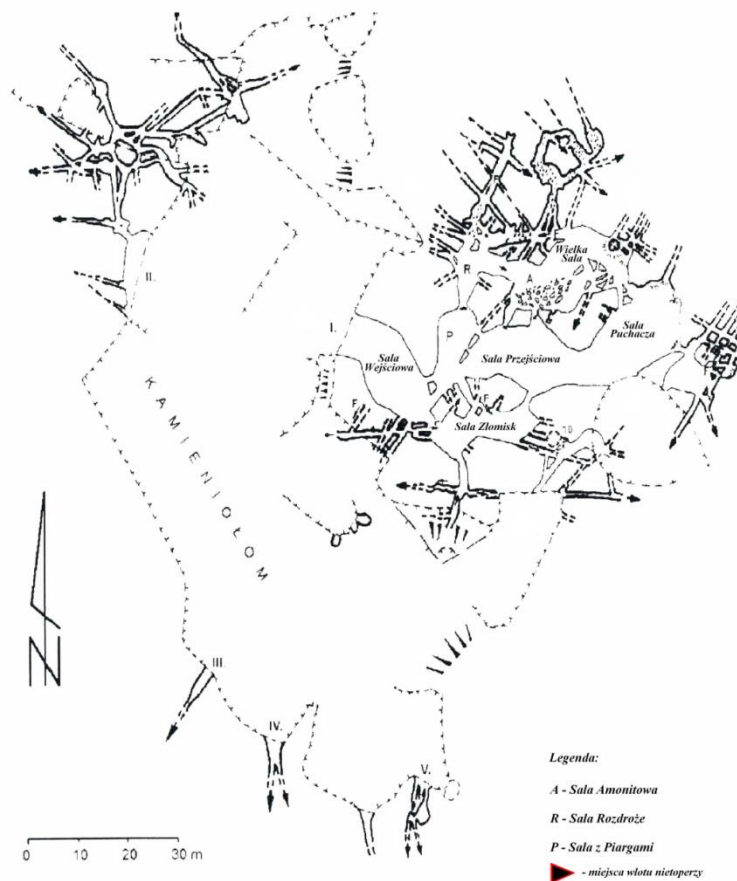 II.
I.
R
A
Wielka
Sala
P
Sala
Puchacza
Sala
Wejściowa
Sala Przejściowa
F
F
Sala Złomisk
KAMIENIOŁOM
N
III.
IV.
V.
0 10 20 30 m
Legenda:
A - Sala Amonitowa
R - Sala Rozdroże
P - Sala z Piargami
- miejsca wlotu nietoperzy